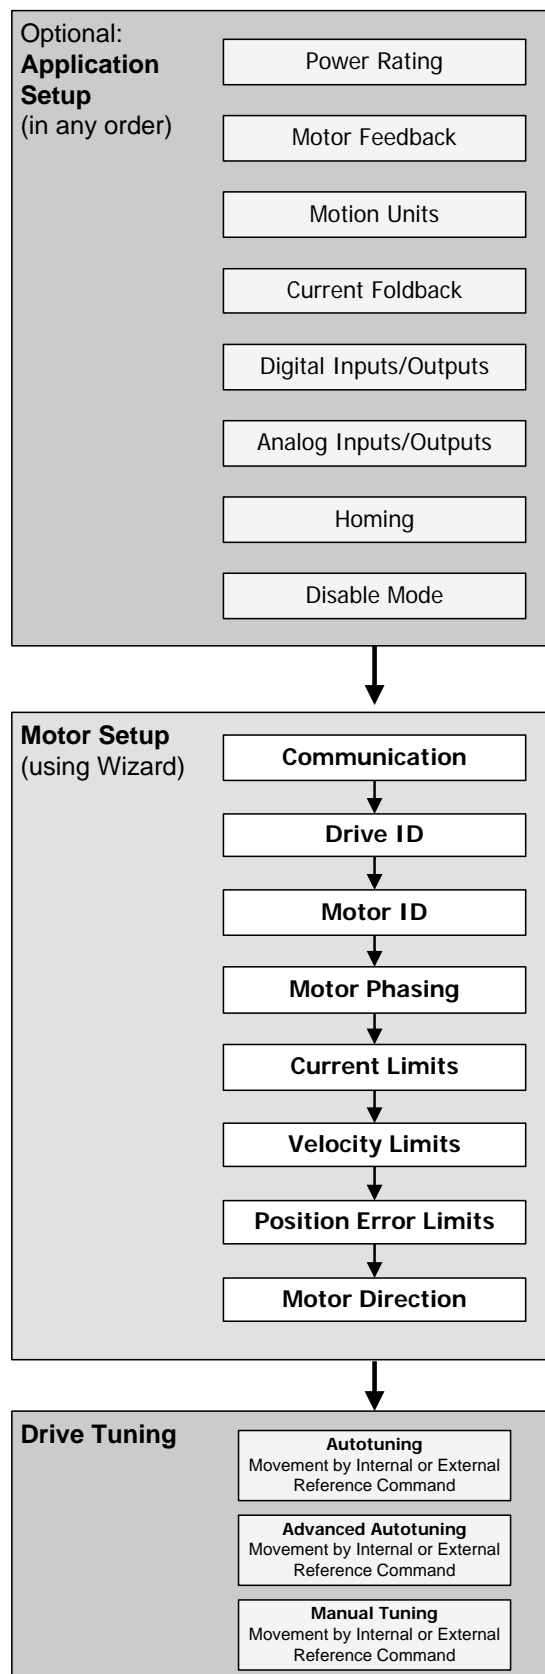 Optional:
Application
Setup
(in any order)
Power Rating
Motor Feedback
Motion Units
Current Foldback
Digital Inputs/Outputs
Analog Inputs/Outputs
Homing
Disable Mode
Motor Setup
(using Wizard)
Communication
Drive ID
Motor ID
Motor Phasing
Current Limits
Velocity Limits
Position Error Limits
Motor Direction
Drive Tuning
Autotuning
Movement by Internal or External
Reference Command
Advanced Autotuning
Movement by Internal or External
Reference Command
Manual Tuning
Movement by Internal or External
Reference Command